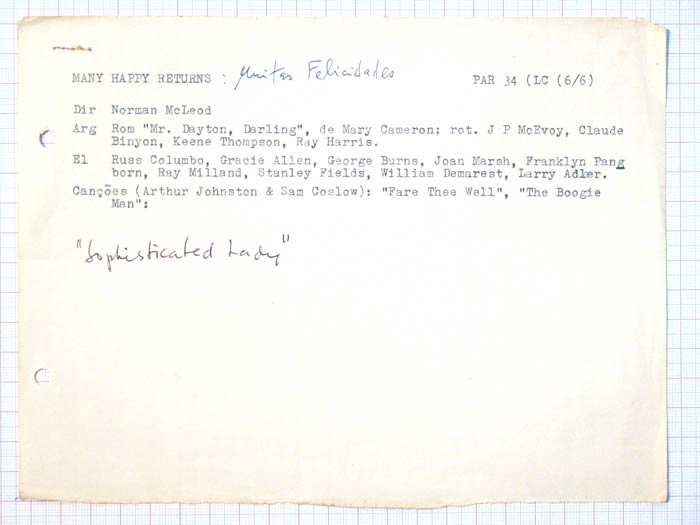 MANY HAPPY RETURNS : Muitas Felicidades PAR 34 (LC (6/6)
Dir Norman McLeod
Arg Rom "Mr. Dayton, Darling", de Mary Cameron; rot. J P McEvoy, Claude
Binyon, Keene Thompson, Ray Harris.
El Russ Columbo, Gracie Allen, George Burns, Joan Marsh, Franklyn Pang
born, Ray Milland, Stanley Fields, William Demarest, Larry Adler.
Canções (Arthur Johnston & Sam Coslow): "Fare Thee Well", "The Boogie
Man":
"Sophisticated Lady"